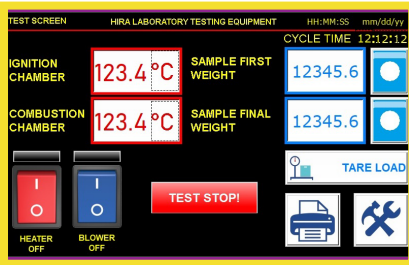 TEST SCREEN HIRA LABORATORY TESTING EQUIPMENT HH:MM:SS mm/dd/yy
CYCLE TIME 12:12:12
IGNITION CHAMBER
123.4 °C
SAMPLE FIRST WEIGHT
12345.6
COMBUSTION CHAMBER
123.4 °C
SAMPLE FINAL WEIGHT
12345.6
TARE LOAD
TEST STOP!
HEATER OFF
BLOWER OFF